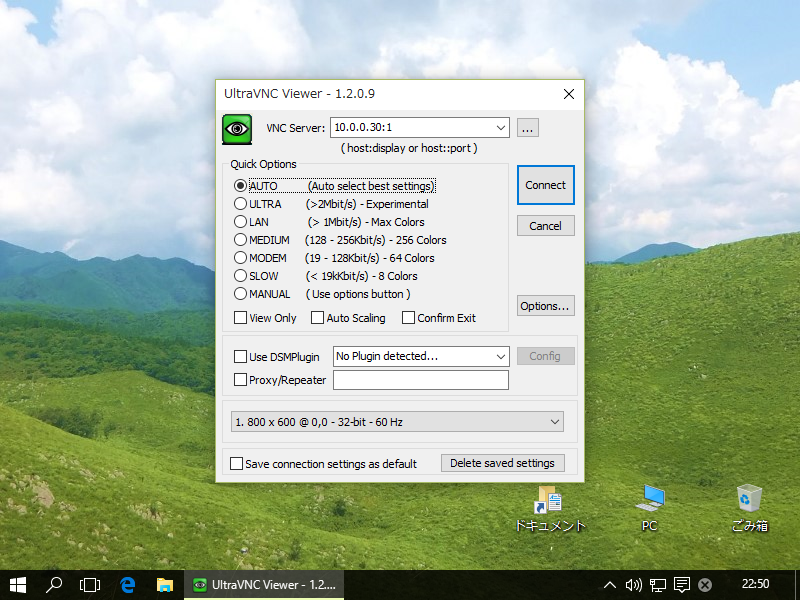 UltraVNC Viewer - 1.2.0.9
VNC Server: 10.0.0.30:1 ...
( host:display or host::port )
Quick Options
AUTO (Auto select best settings)
Connect
ULTRA (>2Mbit/s) - Experimental
LAN (> 1Mbit/s) - Max Colors
Cancel
MEDIUM (128 - 256Kbit/s) - 256 Colors
MODEM (19 - 128Kbit/s) - 64 Colors
SLOW (< 19kKbit/s) - 8 Colors
MANUAL ( Use options button )
Options...
View Only Auto Scaling Confirm Exit
Use DSMPlugin No Plugin detected... Config
Proxy/Repeater
1. 800 x 600 @ 0,0 - 32-bit - 60 Hz
Save connection settings as default Delete saved settings
ドキュメント PC ごみ箱
UltraVNC Viewer - 1.2.... 22:50